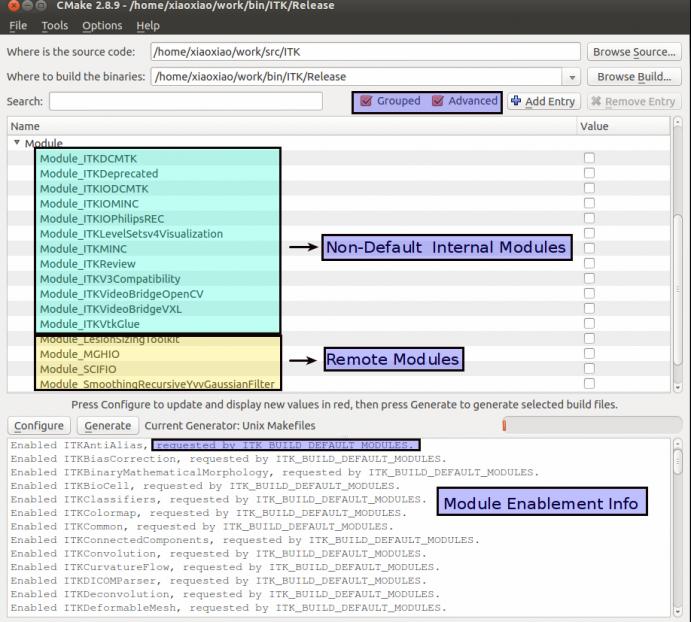 CMake 2.8.9 - /home/xiaoxiao/work/bin/ITK/Release
File Tools Options Help
Where is the source code: /home/xiaoxiao/work/src/ITK Browse Source...
Where to build the binaries: /home/xiaoxiao/work/bin/ITK/Release Browse Build...
Search: Grouped Advanced Add Entry Remove Entry
Name Value
Module
Module_ITKDCMTK
Module_ITKDeprecated
Module_ITKIODCMTK
Module_ITKIOMINC
Module_ITKIOPhilipsREC
Module_ITKLevelSetsv4Visualization
Module_ITKMINC
Non-Default Internal Modules
Module_ITKReview
Module_ITKV3Compatibility
Module_ITKVideoBridgeOpenCV
Module_ITKVideoBridgeVXL
Module_ITKVtkGlue
Module_LesionSizingToolkit
Module_MGHIO
Remote Modules
Module_SCIFIO
Module_SmoothingRecursiveYvvGaussianFilter
Press Configure to update and display new values in red, then press Generate to generate selected build files.
Configure Generate Current Generator: Unix Makefiles
Enabled ITKAntiAlias, requested by ITK_BUILD_DEFAULT_MODULES.
Enabled ITKBiasCorrection, requested by ITK_BUILD_DEFAULT_MODULES.
Enabled ITKBinaryMathematicalMorphology, requested by ITK_BUILD_DEFAULT_MODULES.
Enabled ITKBioCell, requested by ITK_BUILD_DEFAULT_MODULES.
Enabled ITKClassifiers, requested by ITK_BUILD_DEFAULT_MODULES.
Module Enablement Info
Enabled ITKColormap, requested by ITK_BUILD_DEFAULT_MODULES.
Enabled ITKCommon, requested by ITK_BUILD_DEFAULT_MODULES.
Enabled ITKConnectedComponents, requested by ITK_BUILD_DEFAULT_MODULES.
Enabled ITKConvolution, requested by ITK_BUILD_DEFAULT_MODULES.
Enabled ITKCurvatureFlow, requested by ITK_BUILD_DEFAULT_MODULES.
Enabled ITKDICOMParser, requested by ITK_BUILD_DEFAULT_MODULES.
Enabled ITKDeconvolution, requested by ITK_BUILD_DEFAULT_MODULES.
Enabled ITKDeformableMesh, requested by ITK_BUILD_DEFAULT_MODULES.